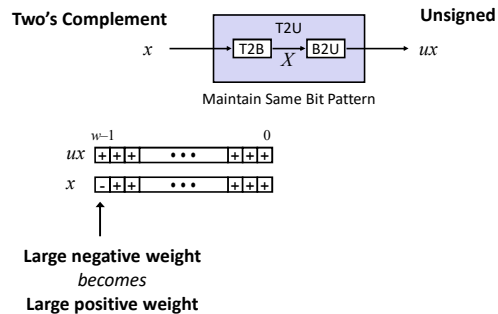 Two's Complement
Unsigned
T2U
x
T2B
B2U
ux
X
Maintain Same Bit Pattern
w–1
0
ux
+ + + • • • + + +
x
- + + • • • + + +
Large negative weight
becomes
Large positive weight